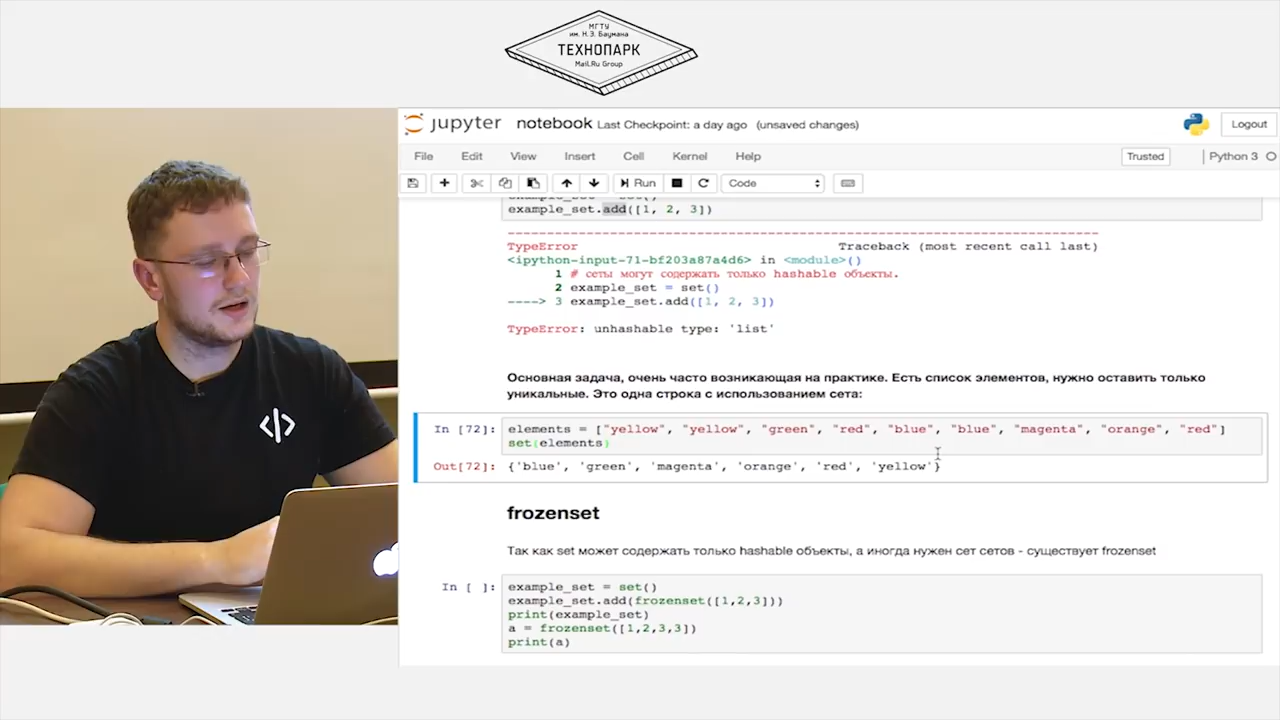 МГТУ
им. Н.Э. Баумана
ТЕХНОПАРК
Mail.Ru Group
jupyter notebook Last Checkpoint: a day ago (unsaved changes) Logout
File Edit View Insert Cell Kernel Help Trusted Python 3
Run Code
example_set = set()
example_set.add([1, 2, 3])
TypeError Traceback (most recent call last)
<ipython-input-71-bf203a87a4d6> in <module>()
1 # сеты могут содержать только hashable объекты.
2 example_set = set()
----> 3 example_set.add([1, 2, 3])
TypeError: unhashable type: 'list'
Основная задача, очень часто возникающая на практике. Есть список элементов, нужно оставить только
уникальные. Это одна строка с использованием сета:
In [72]: elements = ["yellow", "yellow", "green", "red", "blue", "blue", "magenta", "orange", "red"]
set(elements)
Out[72]: {'blue', 'green', 'magenta', 'orange', 'red', 'yellow'}
frozenset
Так как set может содержать только hashable объекты, а иногда нужен сет сетов - существует frozenset
In [ ]: example_set = set()
example_set.add(frozenset([1,2,3]))
print(example_set)
a = frozenset([1,2,3,3])
print(a)